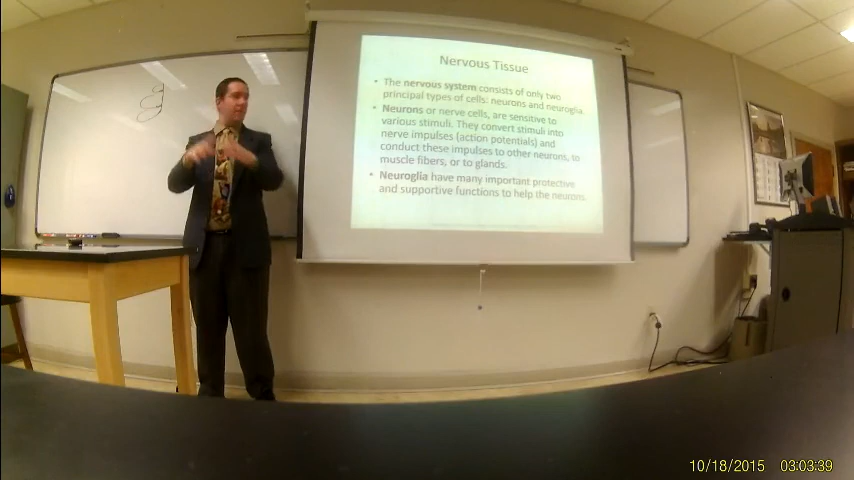 Nervous Tissue
• The nervous system consists of only two
principal types of cells: neurons and neuroglia.
• Neurons or nerve cells, are sensitive to
various stimuli. They convert stimuli into
nerve impulses (action potentials) and
conduct these impulses to other neurons, to
muscle fibers, or to glands.
• Neuroglia have many important protective
and supportive functions to help the neurons.
10/18/2015 03:03:39